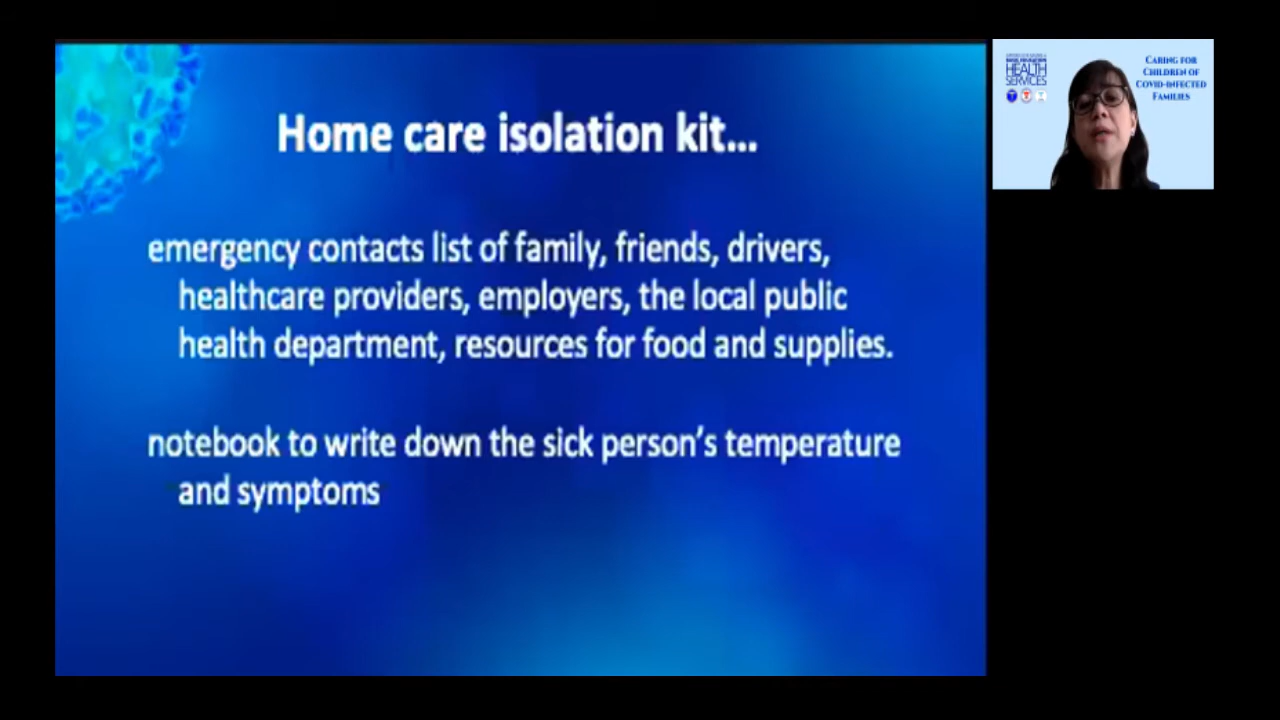 Home care isolation kit...
emergency contacts list of family, friends, drivers,
healthcare providers, employers, the local public
health department, resources for food and supplies.
notebook to write down the sick person’s temperature
and symptoms
HEALTH
SERVICES
CARING FOR
CHILDREN OF
COVID-INFECTED
FAMILIES